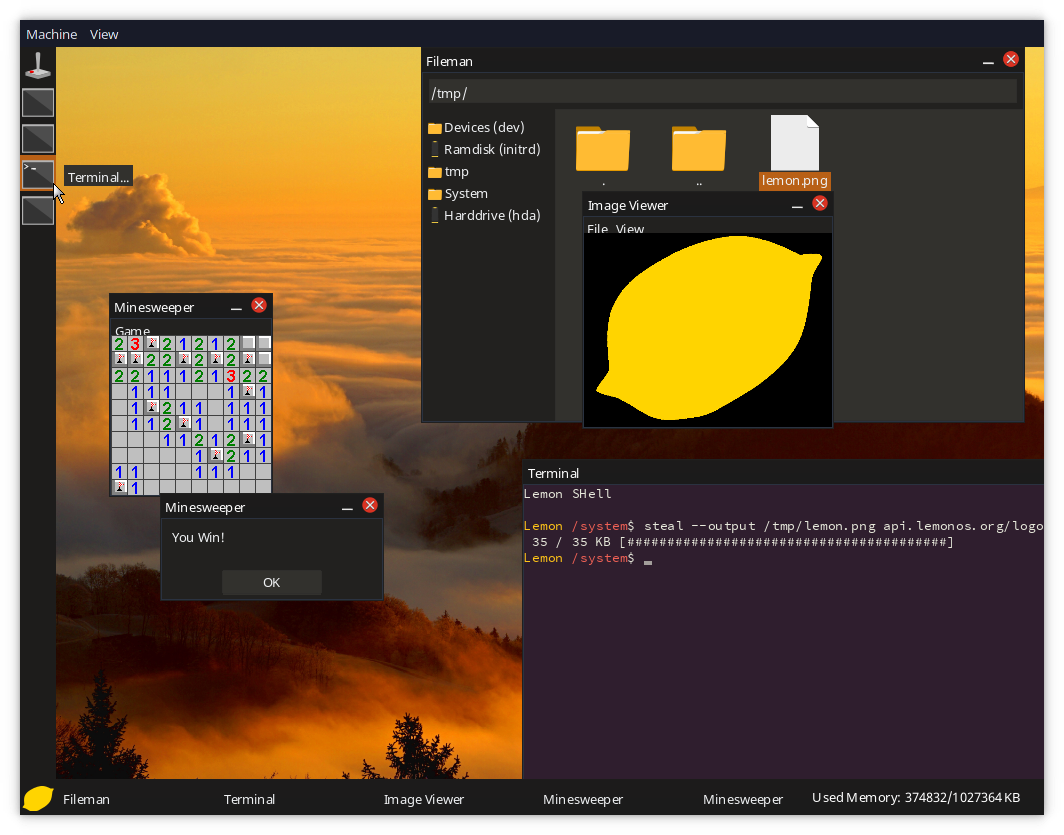 Machine View
Fileman
/tmp/
Devices (dev)
Ramdisk (initrd)
tmp
System
Harddrive (hda)
.
..
lemon.png
Terminal...
Image Viewer
File View
Minesweeper
Game
2 3 2 1 2 1 2
2 2 2 2
2 2 1 1 1 2 1 3 2 2
1 1 1 1 1
1 2 1 1 1 1
1 1 2 1 1 1 1
1 1 2 1 2 1
1 2 1 1
1 1 1 1 1
1
Minesweeper
You Win!
OK
Terminal
Lemon SHell
Lemon /system$ steal --output /tmp/lemon.png api.lemonos.org/logo
35 / 35 KB [########################################]
Lemon /system$
Fileman Terminal Image Viewer Minesweeper Minesweeper Used Memory: 374832/1027364 KB